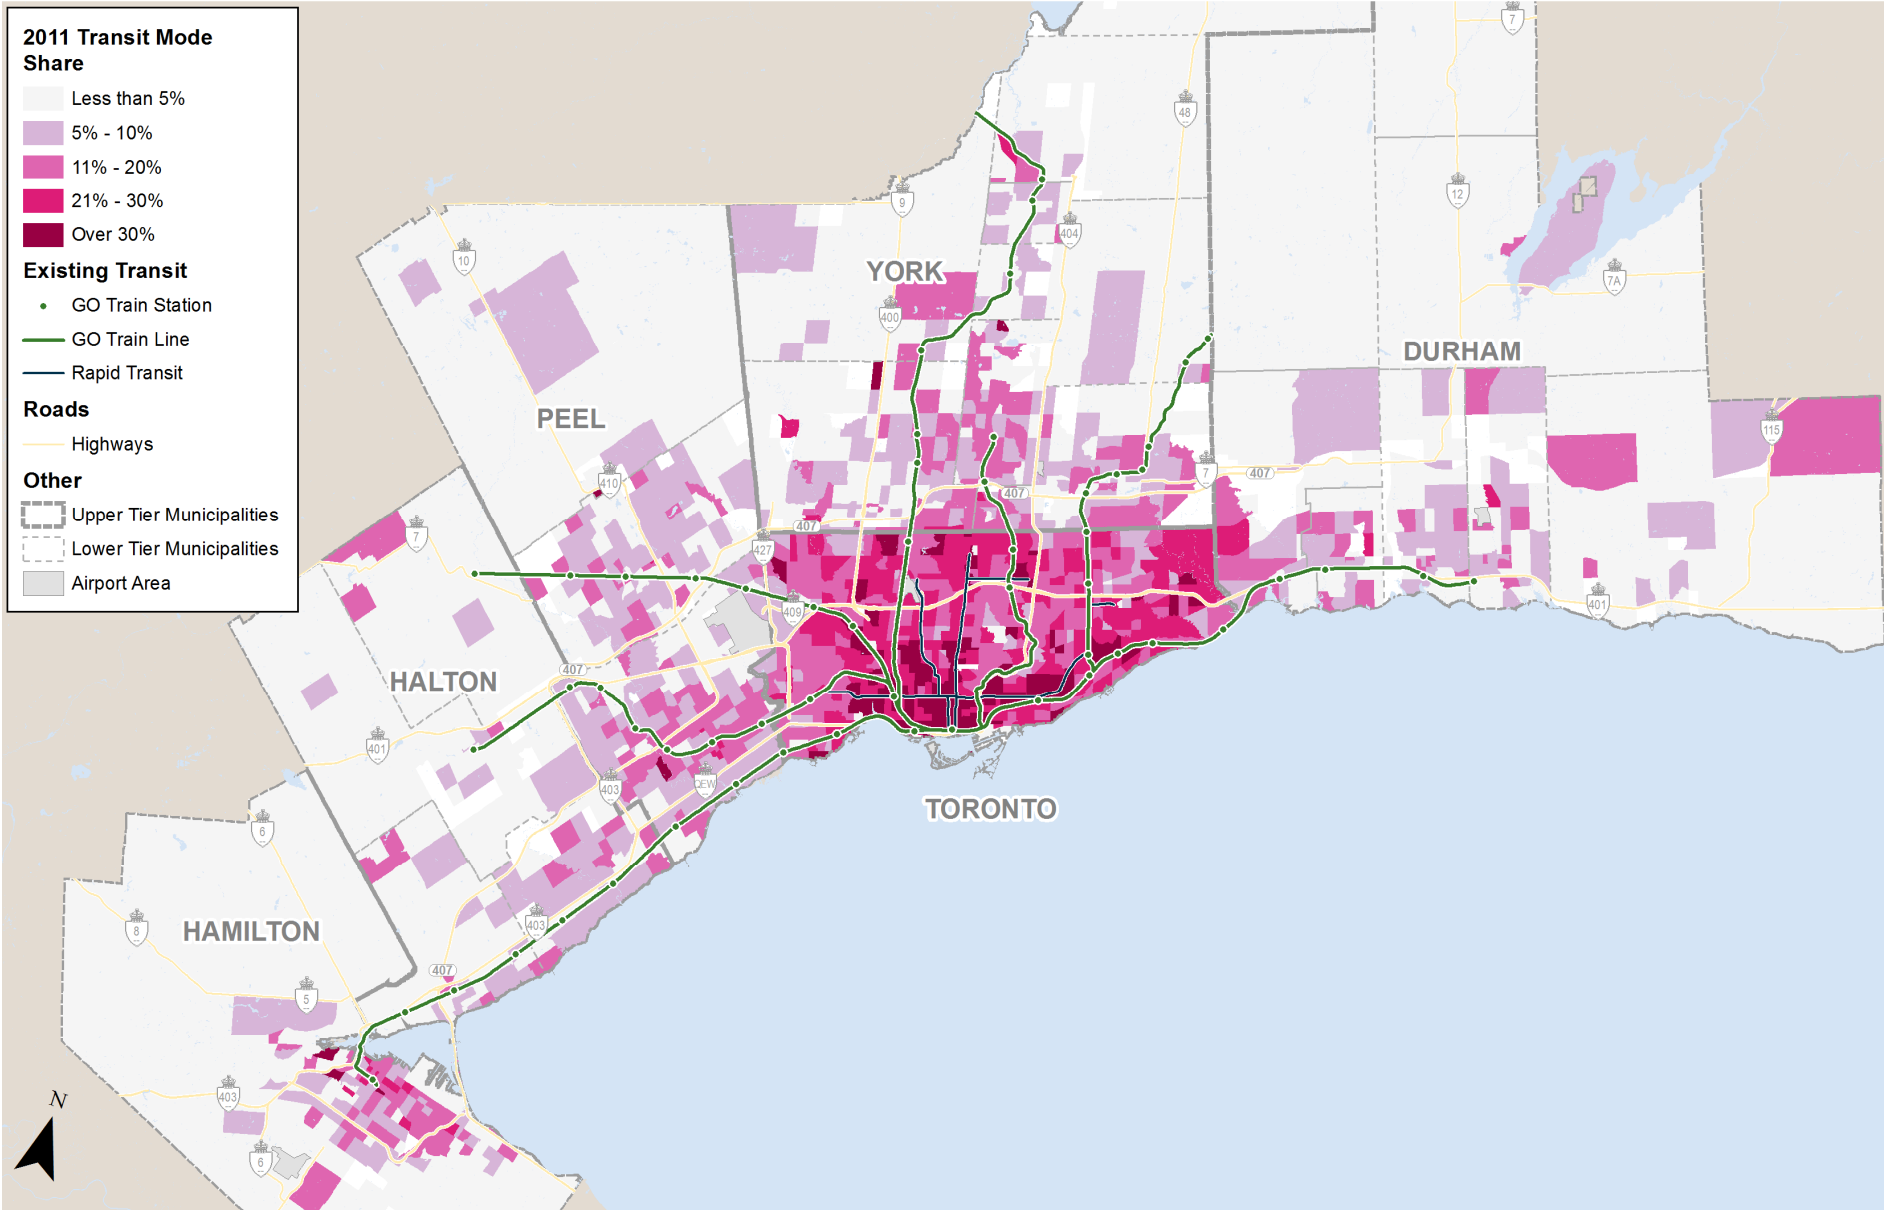 2011 Transit Mode
Share
Less than 5%
5% - 10%
11% - 20%
21% - 30%
Over 30%
Existing Transit
GO Train Station
GO Train Line
Rapid Transit
Roads
Highways
Other
Upper Tier Municipalities
Lower Tier Municipalities
Airport Area
7
48
12
9
10
404
YORK
7A
400
DURHAM
PEEL
115
410
7
407
407
407
7
427
409
401
407
HALTON
401
403
QEW
TORONTO
6
403
HAMILTON
8
407
5
403
6
N